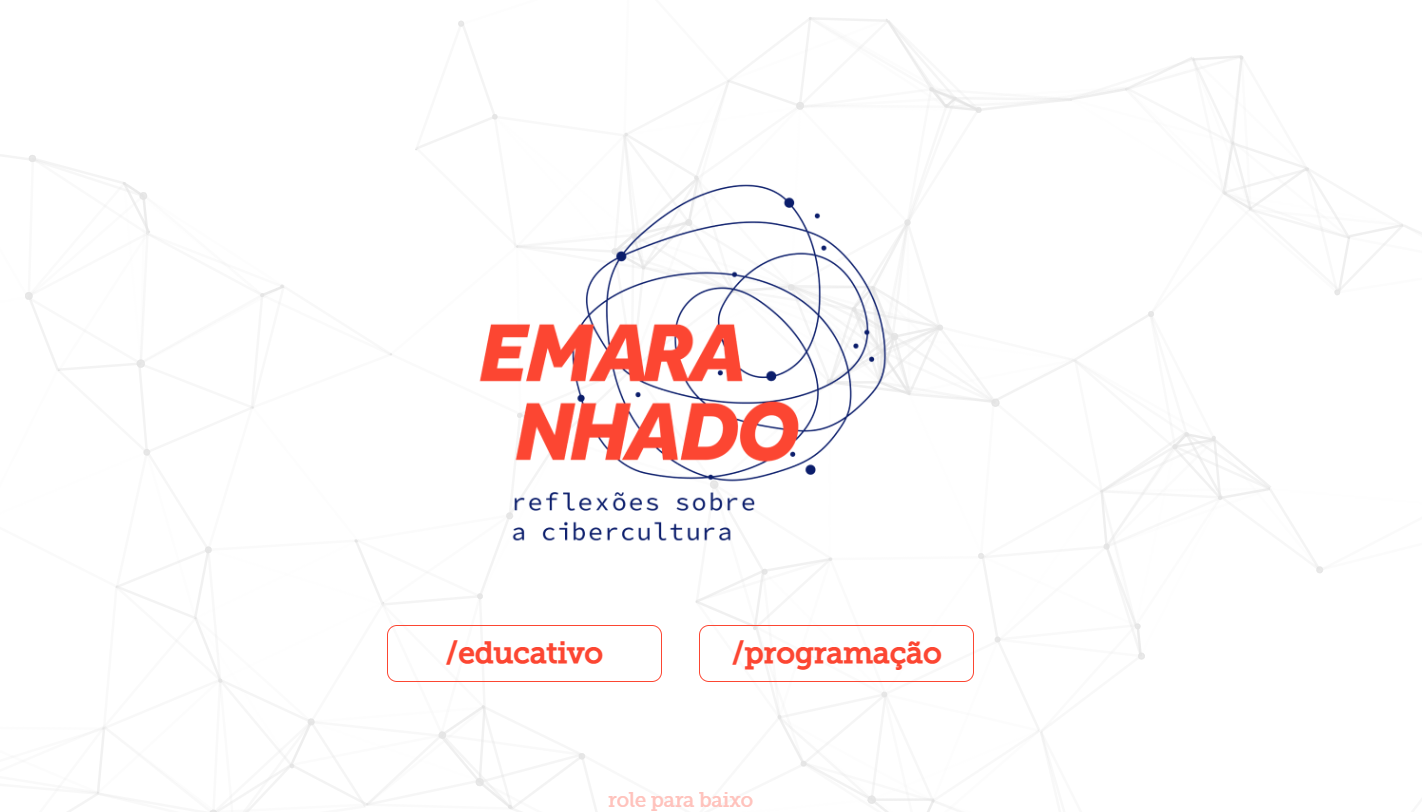 EMARA
NHADO
reflexões sobre
a cibercultura
/educativo
/programação
role para baixo